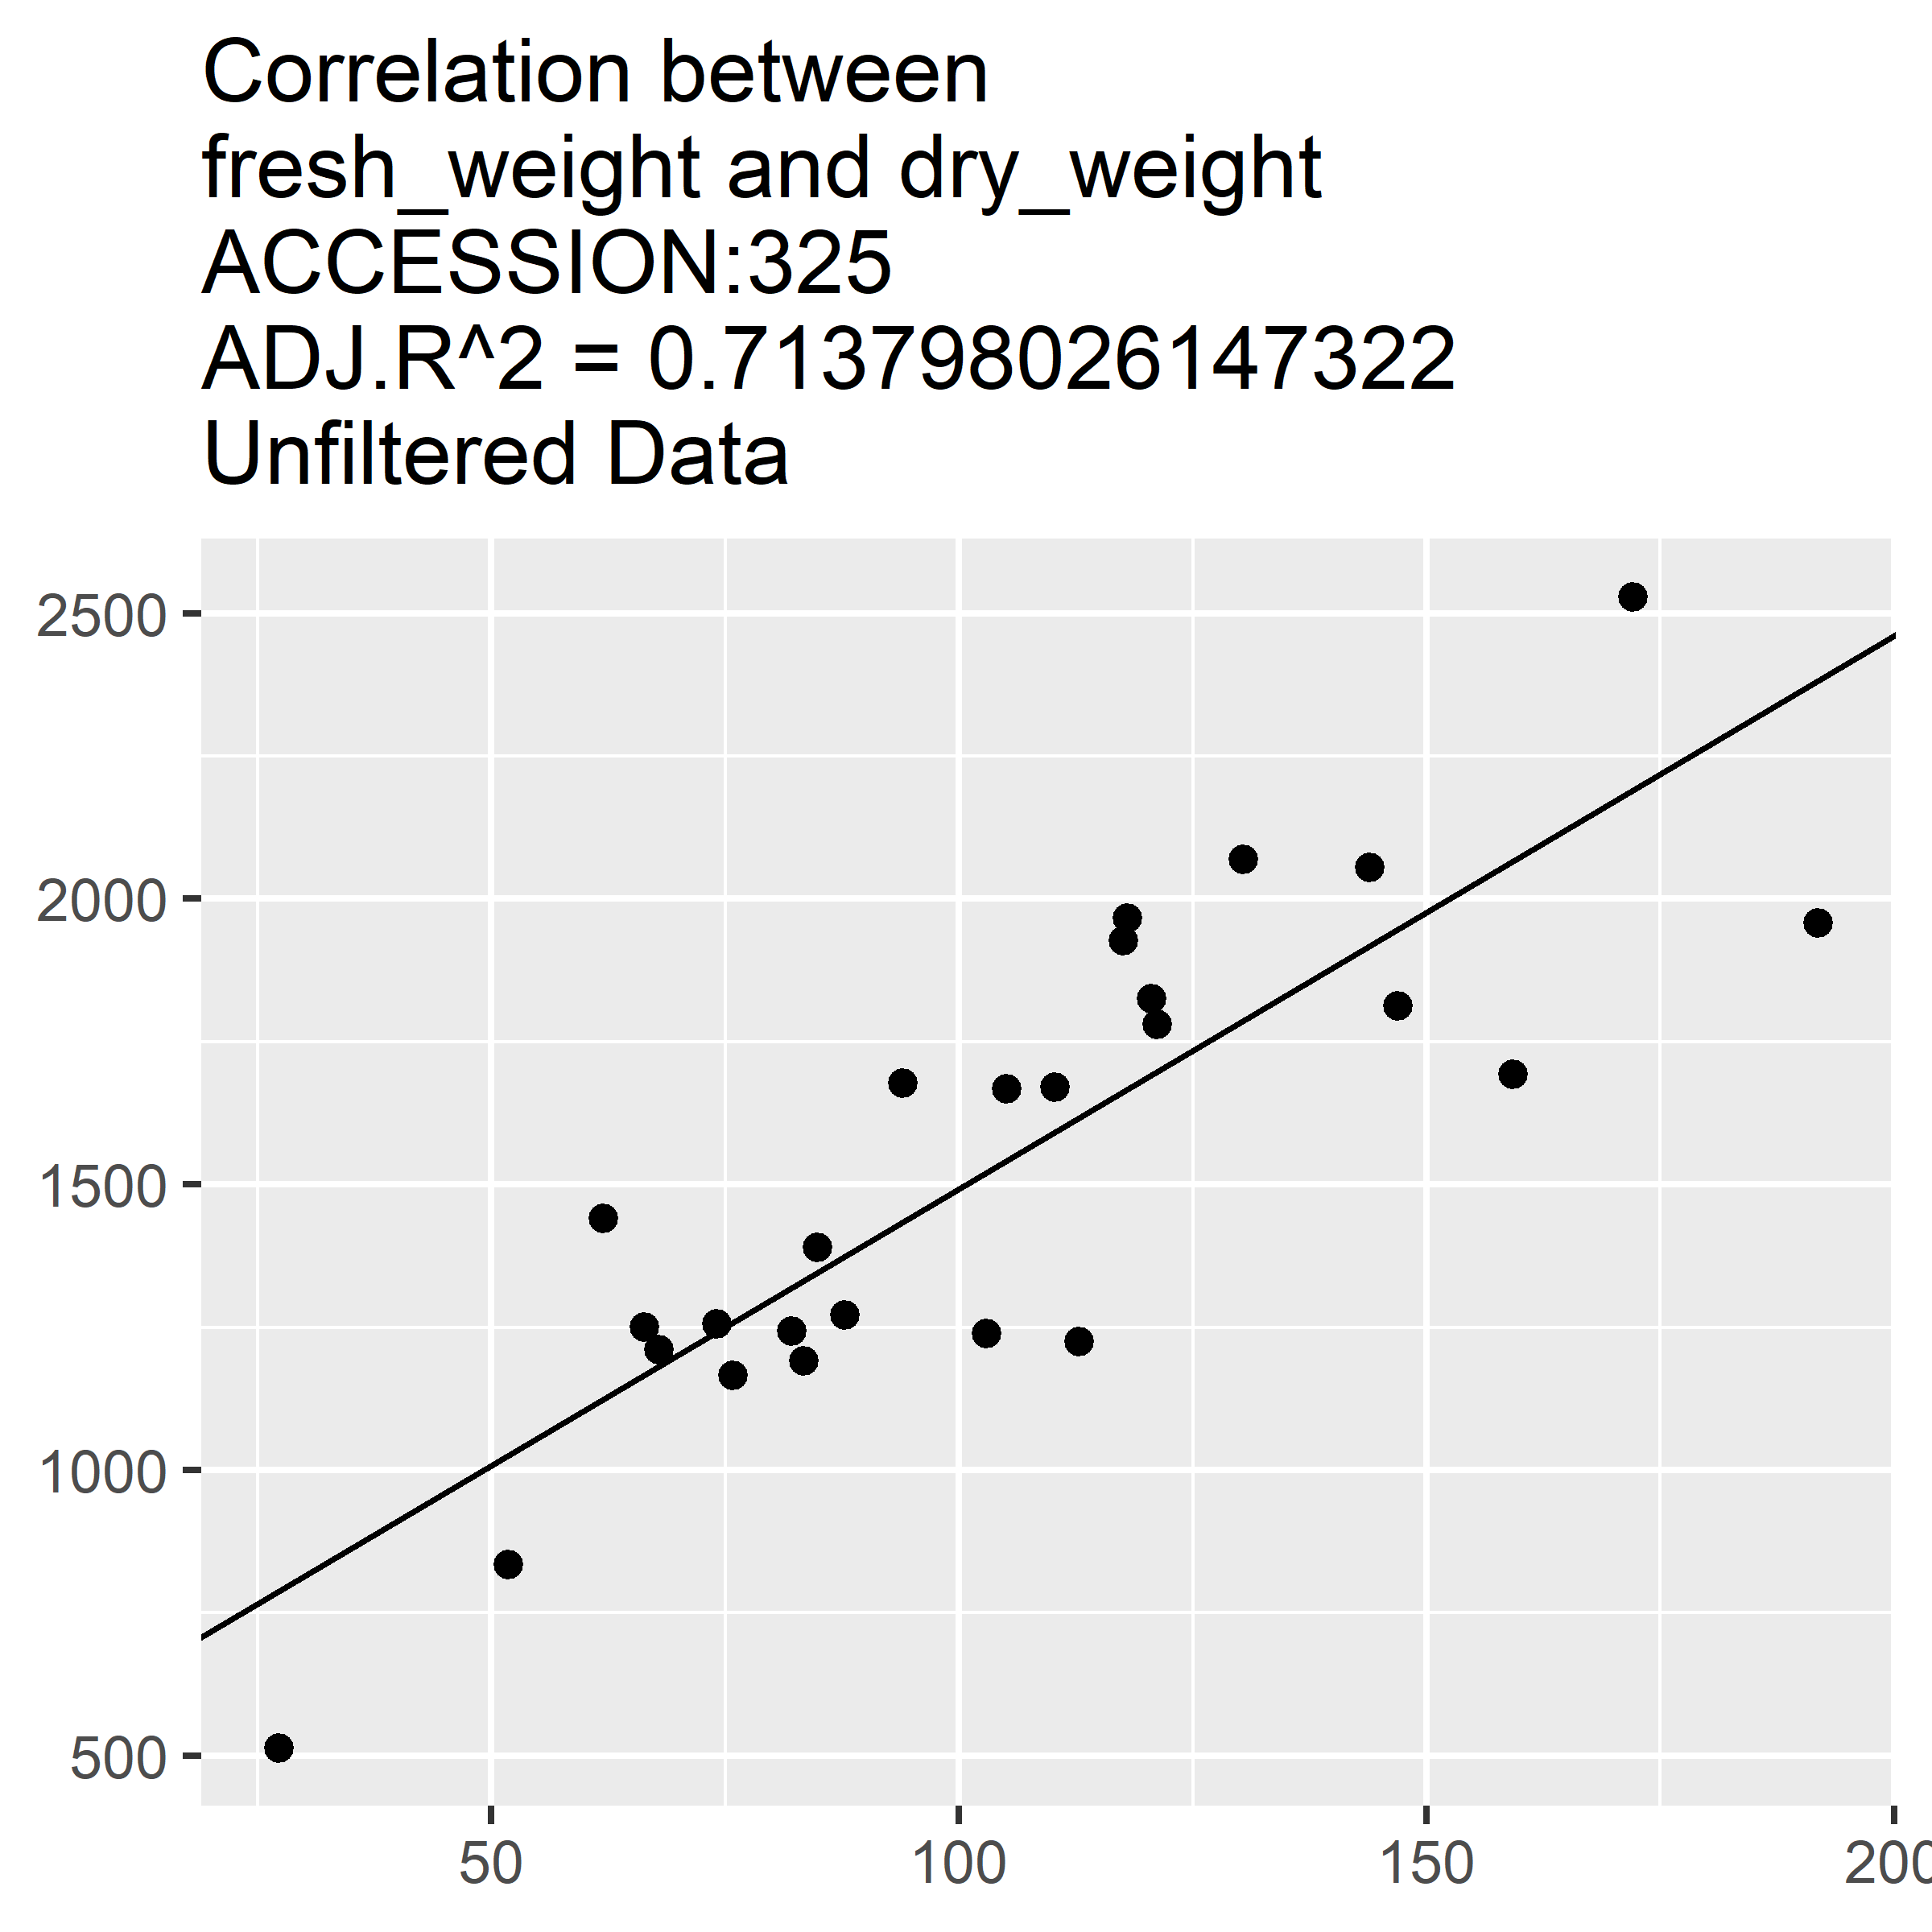 Correlation between
fresh_weight and dry_weight
ACCESSION:325
ADJ.R^2 = 0.713798026147322
Unfiltered Data
2500
2000
1500
1000
500
50 100 150 200